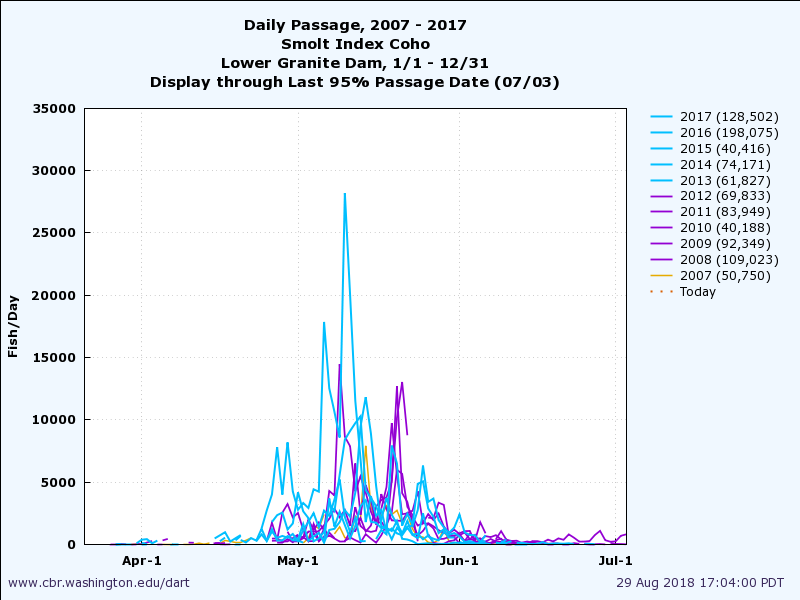 Daily Passage, 2007 - 2017
Smolt Index Coho
Lower Granite Dam, 1/1 - 12/31
Display through Last 95% Passage Date (07/03)
35000
30000
25000
20000
15000
10000
5000
0
Fish/Day
Apr-1 May-1 Jun-1 Jul-1
2017 (128,502)
2016 (198,075)
2015 (40,416)
2014 (74,171)
2013 (61,827)
2012 (69,833)
2011 (83,949)
2010 (40,188)
2009 (92,349)
2008 (109,023)
2007 (50,750)
Today
www.cbr.washington.edu/dart
29 Aug 2018 17:04:00 PDT